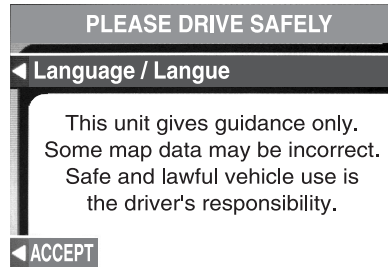 PLEASE DRIVE SAFELY
Language / Langue
This unit gives guidance only.
Some map data may be incorrect.
Safe and lawful vehicle use is
the driver's responsibility.
ACCEPT